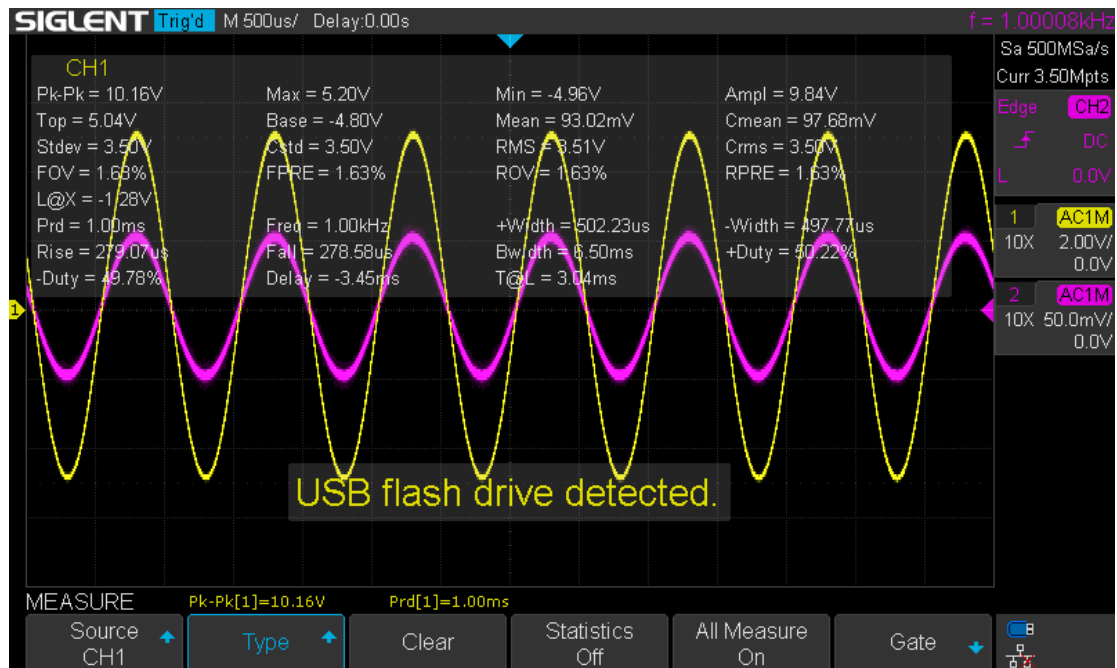 SIGLENT Trig'd M 500us/ Delay:0.00s f = 1.00008kHz
Sa 500MSa/s
Curr 3.50Mpts
Edge CH2
DC
L 0.0V
1 AC1M
10X 2.00V/
0.0V
2 AC1M
10X 50.0mV/
0.0V
CH1
Pk-Pk = 10.16V Max = 5.20V Min = -4.96V Ampl = 9.84V
Top = 5.04V Base = -4.80V Mean = 93.02mV Cmean = 97.68mV
Stdev = 3.50V Cstd = 3.50V RMS = 3.51V Crms = 3.50V
FOV = 1.63% FPRE = 1.63% ROV = 1.63% RPRE = 1.63%
L@X = -1.28V
Prd = 1.00ms Freq = 1.00kHz +Width = 502.23us -Width = 497.77us
Rise = 279.07us Fall = 278.58us Bwidth = 6.50ms +Duty = 50.22%
-Duty = 49.78% Delay = -3.45ms T@L = 3.04ms
1
USB flash drive detected.
MEASURE Pk-Pk[1]=10.16V Prd[1]=1.00ms
Source
CH1
Type
Clear
Statistics
Off
All Measure
On
Gate